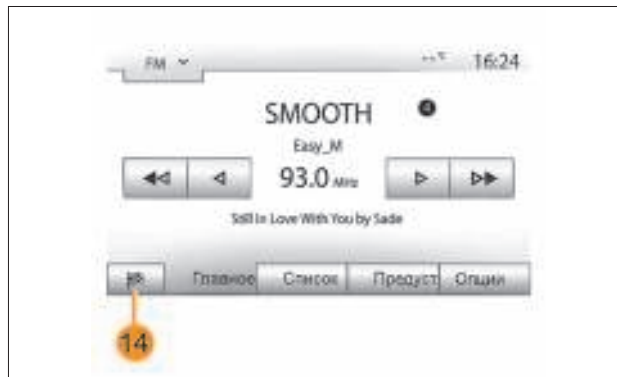 FM
--°C 16:24
SMOOTH 4
Easy_M
93.0 MHz
Still In Love With You by Sade
Главное Список Предуст Опции
14